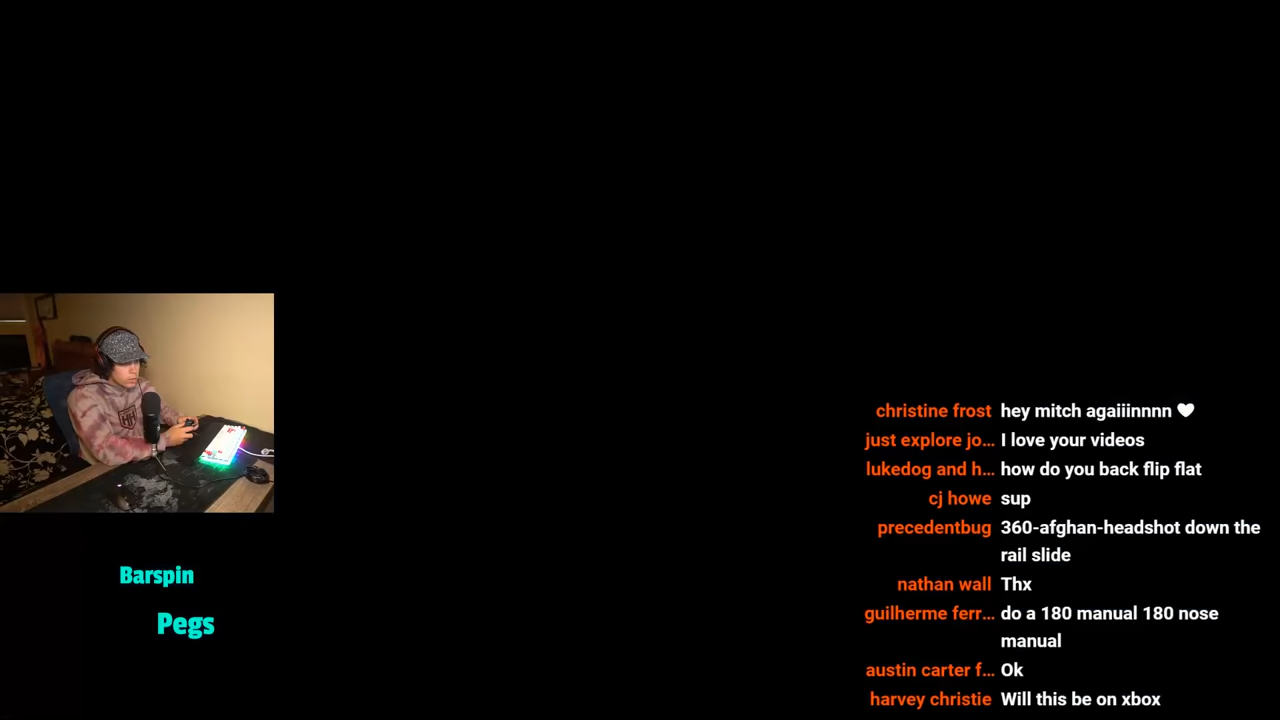 christine frost hey mitch agaiiinnnn 🤍
just explore jo… I love your videos
lukedog and h… how do you back flip flat
cj howe sup
precedentbug 360-afghan-headshot down the
rail slide
nathan wall Thx
guilherme ferr… do a 180 manual 180 nose
manual
austin carter f… Ok
harvey christie Will this be on xbox
Barspin
Pegs